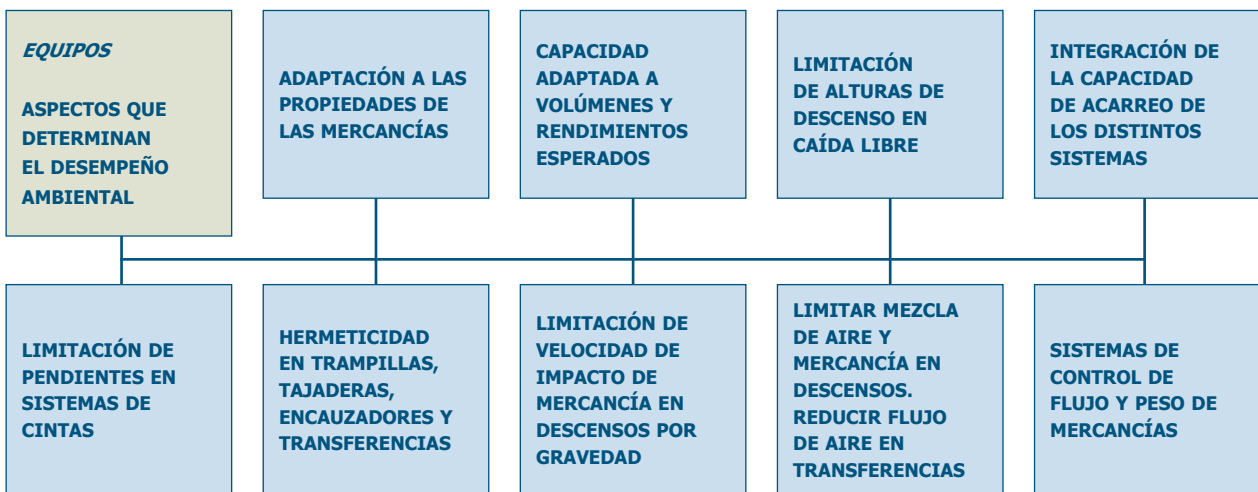 EQUIPOS
ASPECTOS QUE
DETERMINAN
EL DESEMPEÑO
AMBIENTAL
ADAPTACIÓN A LAS
PROPIEDADES DE
LAS MERCANCÍAS
CAPACIDAD
ADAPTADA A
VOLÚMENES Y
RENDIMIENTOS
ESPERADOS
LIMITACIÓN
DE ALTURAS DE
DESCENSO EN
CAÍDA LIBRE
INTEGRACIÓN DE
LA CAPACIDAD
DE ACARREO DE
LOS DISTINTOS
SISTEMAS
LIMITACIÓN DE
PENDIENTES EN
SISTEMAS DE
CINTAS
HERMETICIDAD
EN TRAMPILLAS,
TAJADERAS,
ENCAUZADORES Y
TRANSFERENCIAS
LIMITACIÓN DE
VELOCIDAD DE
IMPACTO DE
MERCANCÍA EN
DESCENSOS POR
GRAVEDAD
LIMITAR MEZCLA
DE AIRE Y
MERCANCÍA EN
DESCENSOS.
REDUCIR FLUJO
DE AIRE EN
TRANSFERENCIAS
SISTEMAS DE
CONTROL DE
FLUJO Y PESO DE
MERCANCÍAS